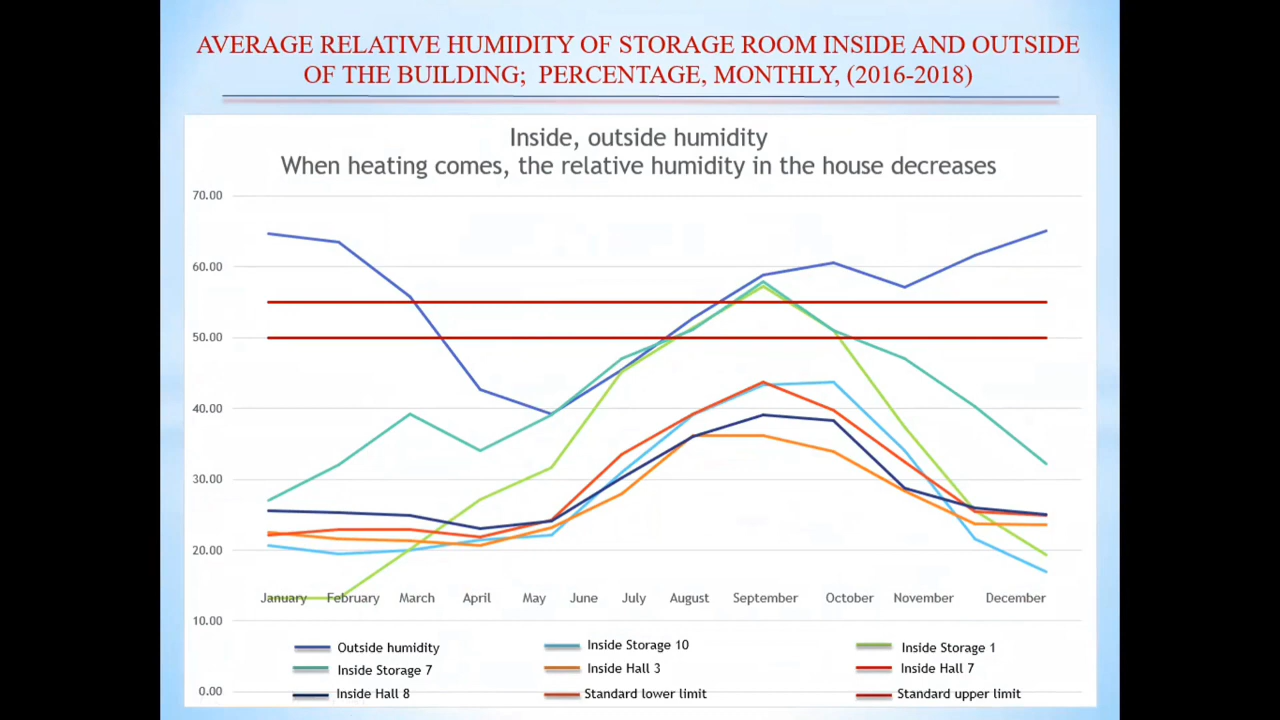 AVERAGE RELATIVE HUMIDITY OF STORAGE ROOM INSIDE AND OUTSIDE
OF THE BUILDING; PERCENTAGE, MONTHLY, (2016-2018)
Inside, outside humidity
When heating comes, the relative humidity in the house decreases
70.00
60.00
50.00
40.00
30.00
20.00
January February March April May June July August September October November December
10.00
Outside humidity Inside Storage 10 Inside Storage 1
Inside Storage 7 Inside Hall 3 Inside Hall 7
0.00 Inside Hall 8 Standard lower limit Standard upper limit